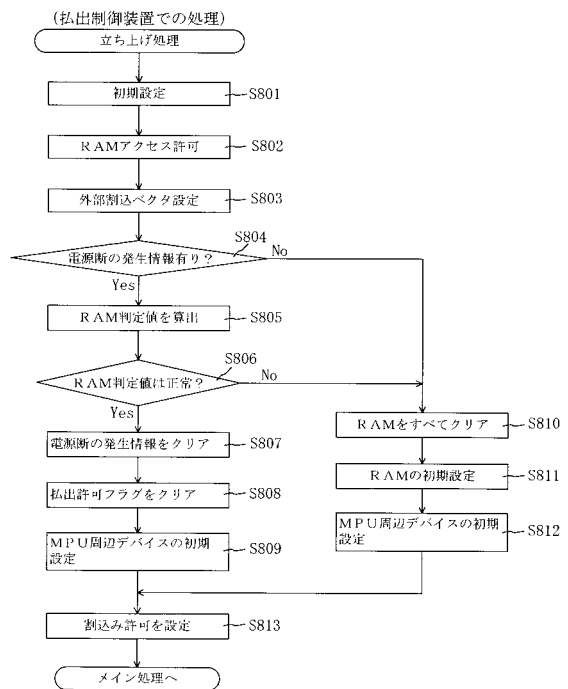 (払出制御装置での処理)
立ち上げ処理
初期設定
S801
RAMアクセス許可
S802
外部割込ベクタ設定
S803
電源断の発生情報有り?
S804
No
Yes
RAM判定値を算出
S805
RAM判定値は正常?
S806
No
Yes
電源断の発生情報をクリア
S807
払出許可フラグをクリア
S808
MPU周辺デバイスの初期
設定
S809
RAMをすべてクリア
S810
RAMの初期設定
S811
MPU周辺デバイスの初期
設定
S812
割込み許可を設定
S813
メイン処理へ